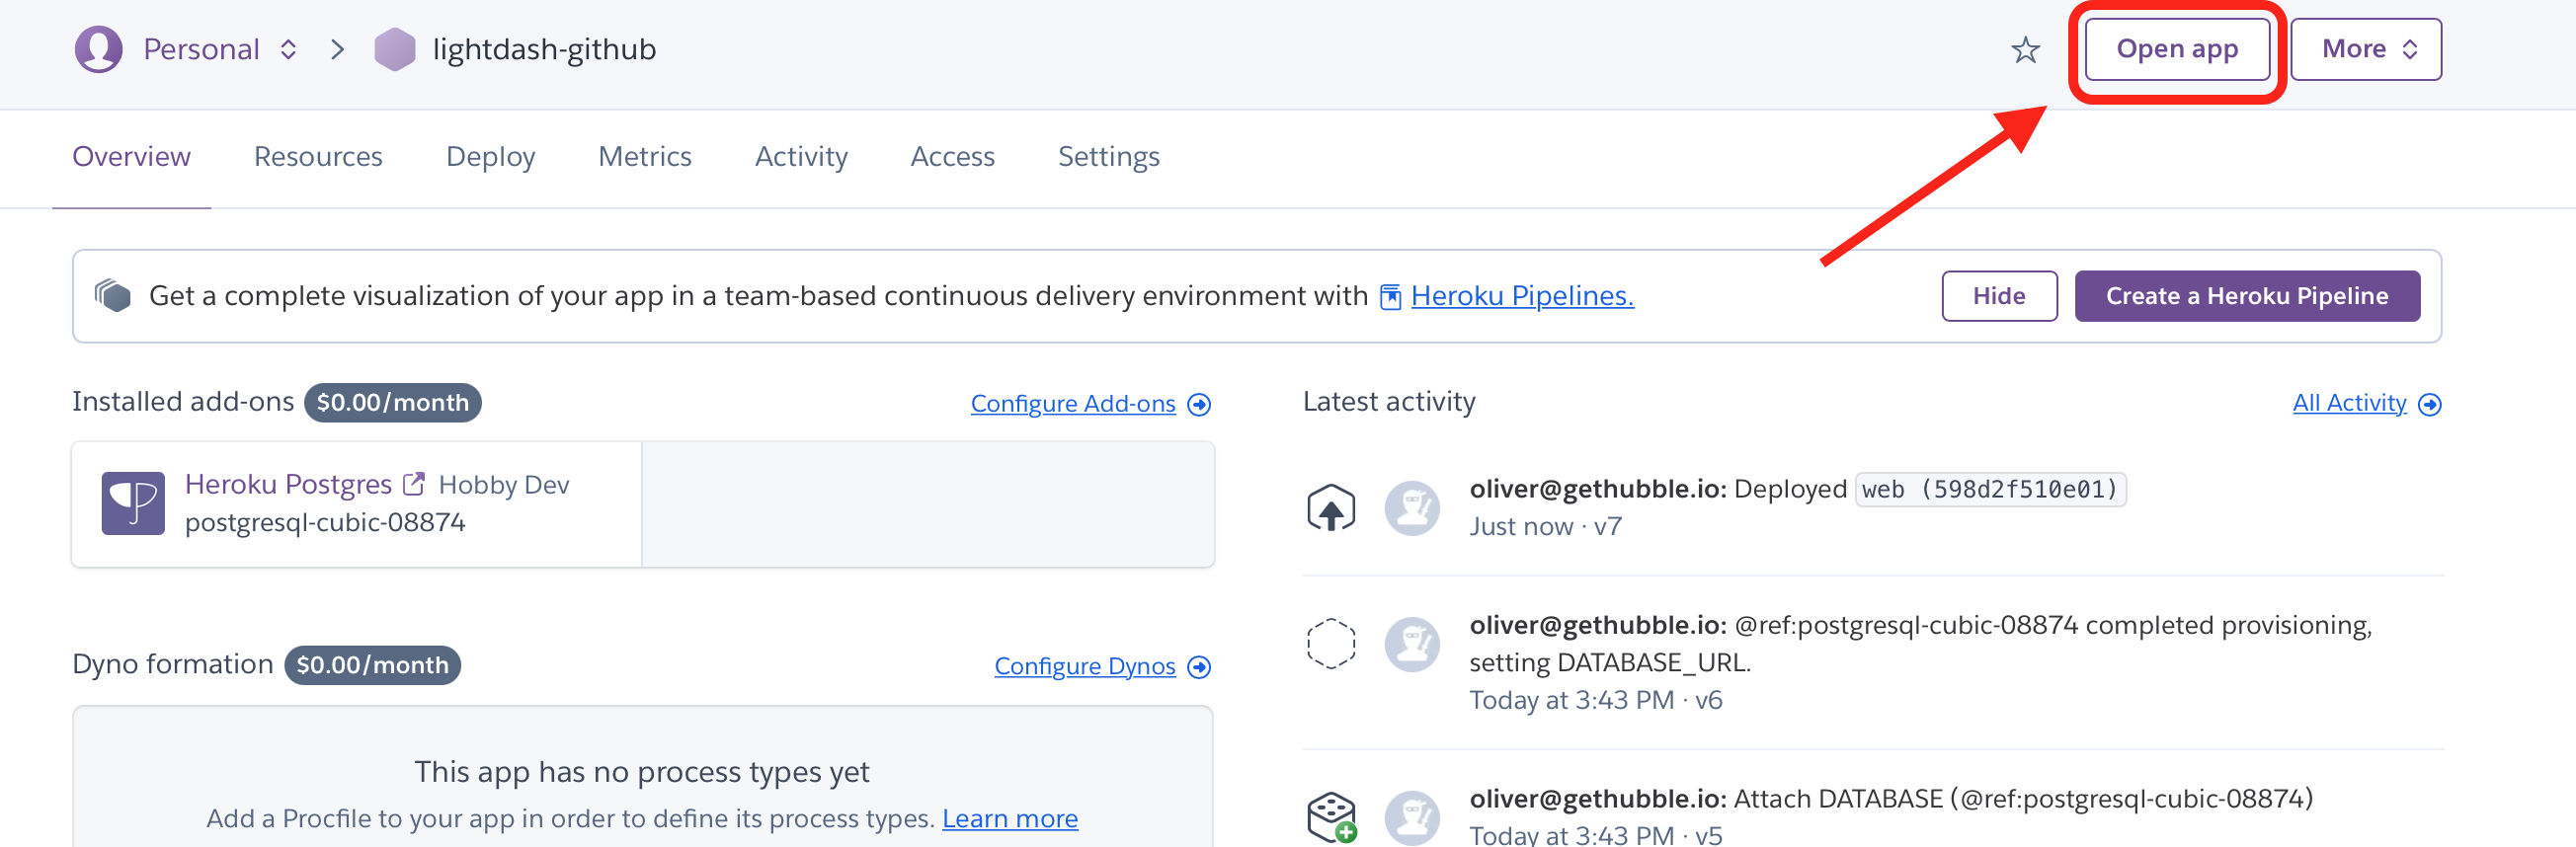 Personal
lightdash-github
Open app
More
Overview
Resources
Deploy
Metrics
Activity
Access
Settings
Get a complete visualization of your app in a team-based continuous delivery environment with Heroku Pipelines.
Hide
Create a Heroku Pipeline
Installed add-ons $0.00/month
Configure Add-ons
Heroku Postgres Hobby Dev
postgresql-cubic-08874
Dyno formation $0.00/month
Configure Dynos
This app has no process types yet
Add a Procfile to your app in order to define its process types. Learn more
Latest activity
All Activity
oliver@gethubble.io: Deployed web (598d2f510e01)
Just now · v7
oliver@gethubble.io: @ref:postgresql-cubic-08874 completed provisioning,
setting DATABASE_URL.
Today at 3:43 PM · v6
oliver@gethubble.io: Attach DATABASE (@ref:postgresql-cubic-08874)
Today at 3:43 PM · v5